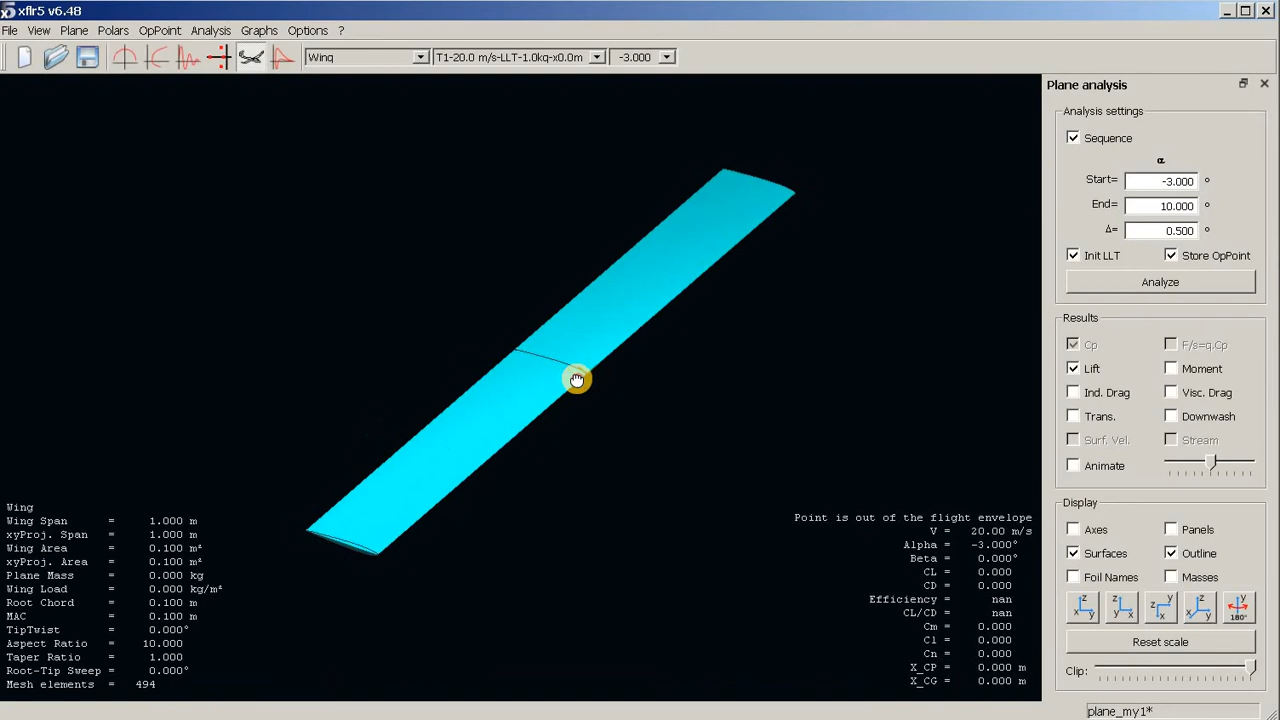 xflr5 v6.48
File View Plane Polars OpPoint Analysis Graphs Options ?
Wing T1-20.0 m/s-LLT-1.0kg-x0.0m -3.000
Plane analysis
Analysis settings
Sequence
α
Start= -3.000 °
End= 10.000 °
Δ= 0.500 °
Init LLT Store OpPoint
Analyze
Results
Cp F/s=q.Cp
Lift Moment
Ind. Drag Visc. Drag
Trans. Downwash
Surf. Vel. Stream
Animate
Display
Axes Panels
Surfaces Outline
Foil Names Masses
Reset scale
Clip:
plane_my1*
Wing
Wing Span = 1.000 m
xyProj. Span = 1.000 m
Wing Area = 0.100 m²
xyProj. Area = 0.100 m²
Plane Mass = 0.000 kg
Wing Load = 0.000 kg/m²
Root Chord = 0.100 m
MAC = 0.100 m
TipTwist = 0.000°
Aspect Ratio = 10.000
Taper Ratio = 1.000
Root-Tip Sweep = 0.000°
Mesh elements = 494
Point is out of the flight envelope
V = 20.00 m/s
Alpha = -3.000°
Beta = 0.000°
CL = 0.000
CD = 0.000
Efficiency = nan
CL/CD = nan
Cm = 0.000
Cl = 0.000
Cn = 0.000
X_CP = 0.000 m
X_CG = 0.000 m